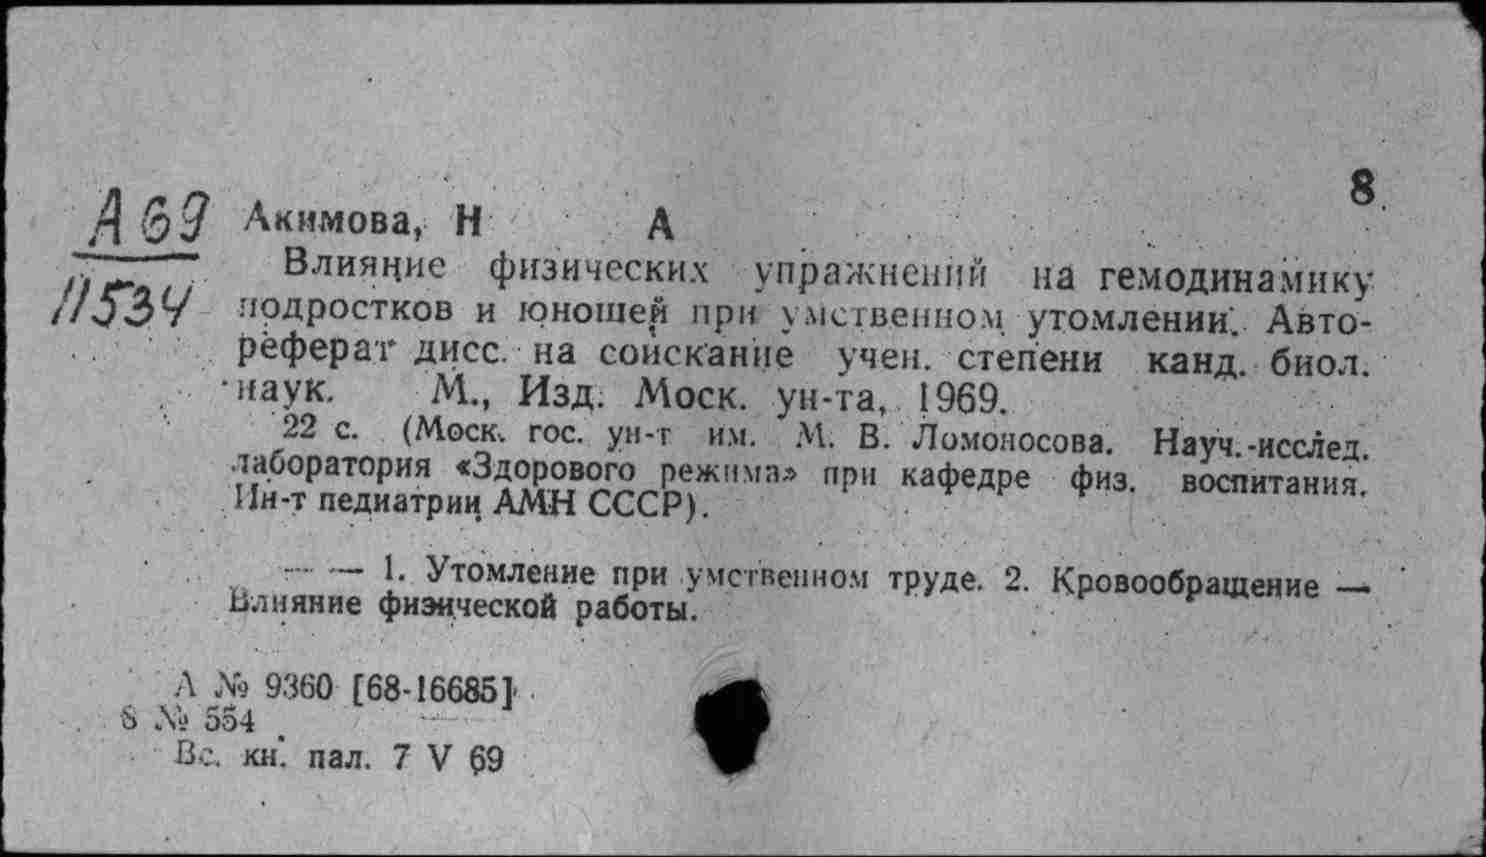 8
А69 Акимова, Н А
Влияние физических упражнений на гемодинамику
11534 подростков и юношей при умственном утомлении. Авто-
реферат дисс. на соискание учен. степени канд. биол.
наук. М., Изд. Моск. ун-та, 1969.
22 с. (Моск. гос. ун-т им. М. В. Ломоносова. Науч.-исслед.
лаборатория «Здорового режима» при кафедре физ. воспитания.
Ин-т педиатрии АМН СССР).
— — 1. Утомление при умственном труде. 2. Кровообращение —
Влияние физической работы.
А № 9360 [68-16685]
8 № 554
Вс. кн. пал. 7 V 69